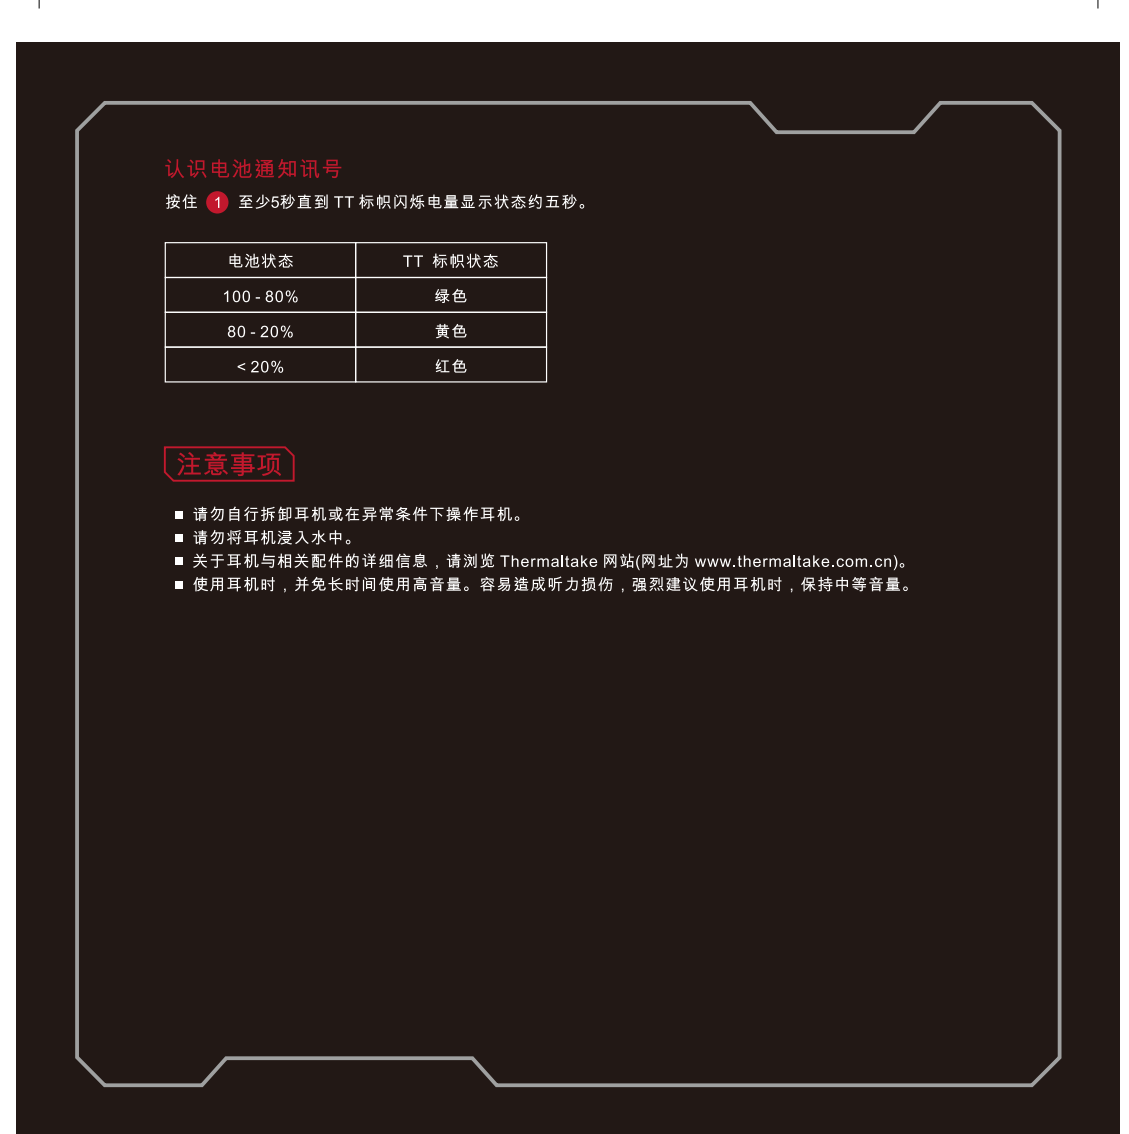 认识电池通知讯号
按住 1 至少5秒直到 TT 标帜闪烁电量显示状态约五秒。
电池状态 TT 标帜状态
100 - 80% 绿色
80 - 20% 黄色
< 20% 红色
注意事项
■ 请勿自行拆卸耳机或在异常条件下操作耳机。
■ 请勿将耳机浸入水中。
■ 关于耳机与相关配件的详细信息，请浏览 Thermaltake 网站(网址为 www.thermaltake.com.cn)。
■ 使用耳机时，并免长时间使用高音量。容易造成听力损伤，强烈建议使用耳机时，保持中等音量。